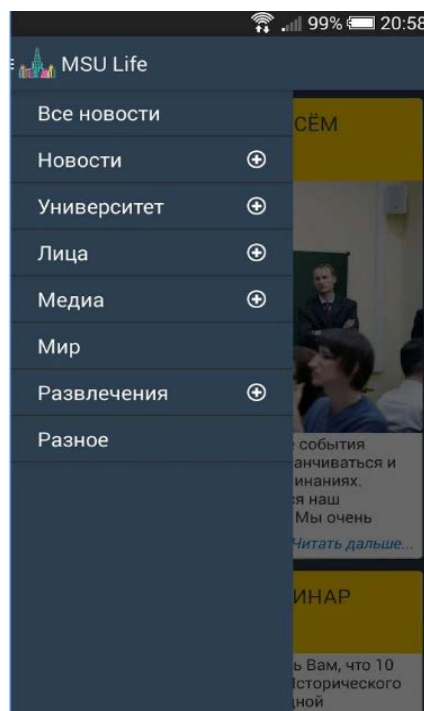 99% 20:58
MSU Life
Все новости
Новости
Университет
Лица
Медиа
Мир
Развлечения
Разное
СЁМ
события
анчиваться и
инаниях.
ся наш
Мы очень
Читать дальше...
ИНАР
ь Вам, что 10
Исторического
дной